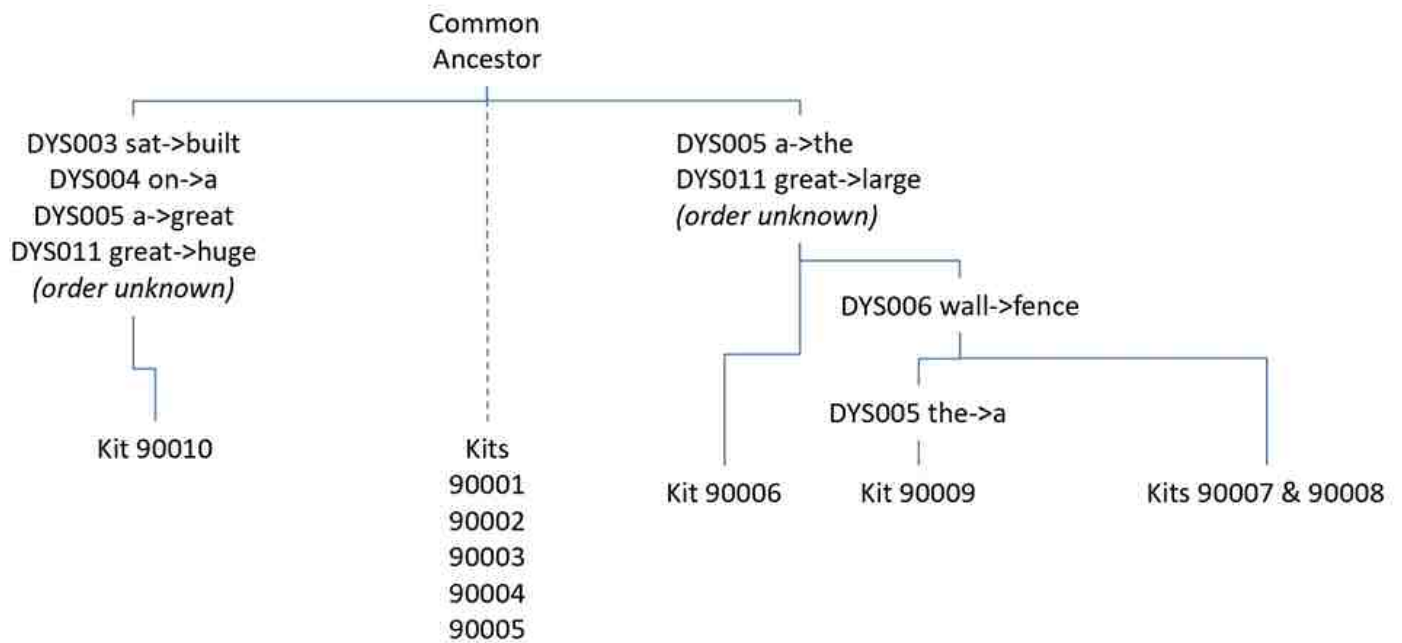 Common
Ancestor
DYS003 sat->built
DYS004 on->a
DYS005 a->great
DYS011 great->huge
(order unknown)
DYS005 a->the
DYS011 great->large
(order unknown)
DYS006 wall->fence
DYS005 the->a
Kit 90010
Kits
90001
90002
90003
90004
90005
Kit 90006
Kit 90009
Kits 90007 & 90008